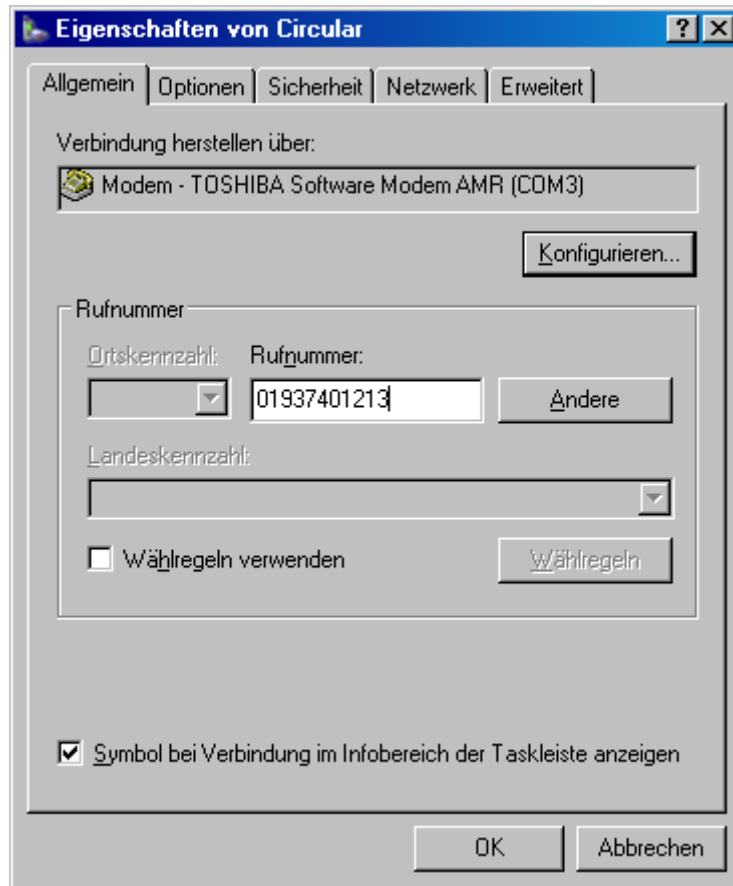 Eigenschaften von Circular
Allgemein Optionen Sicherheit Netzwerk Erweitert
Verbindung herstellen über:
Modem - TOSHIBA Software Modem AMR (COM3)
Konfigurieren...
Rufnummer
Ortskennzahl: Rufnummer:
01937401213 Andere
Landeskennzahl:
Wählregeln verwenden Wählregeln
Symbol bei Verbindung im Infobereich der Taskleiste anzeigen
OK Abbrechen